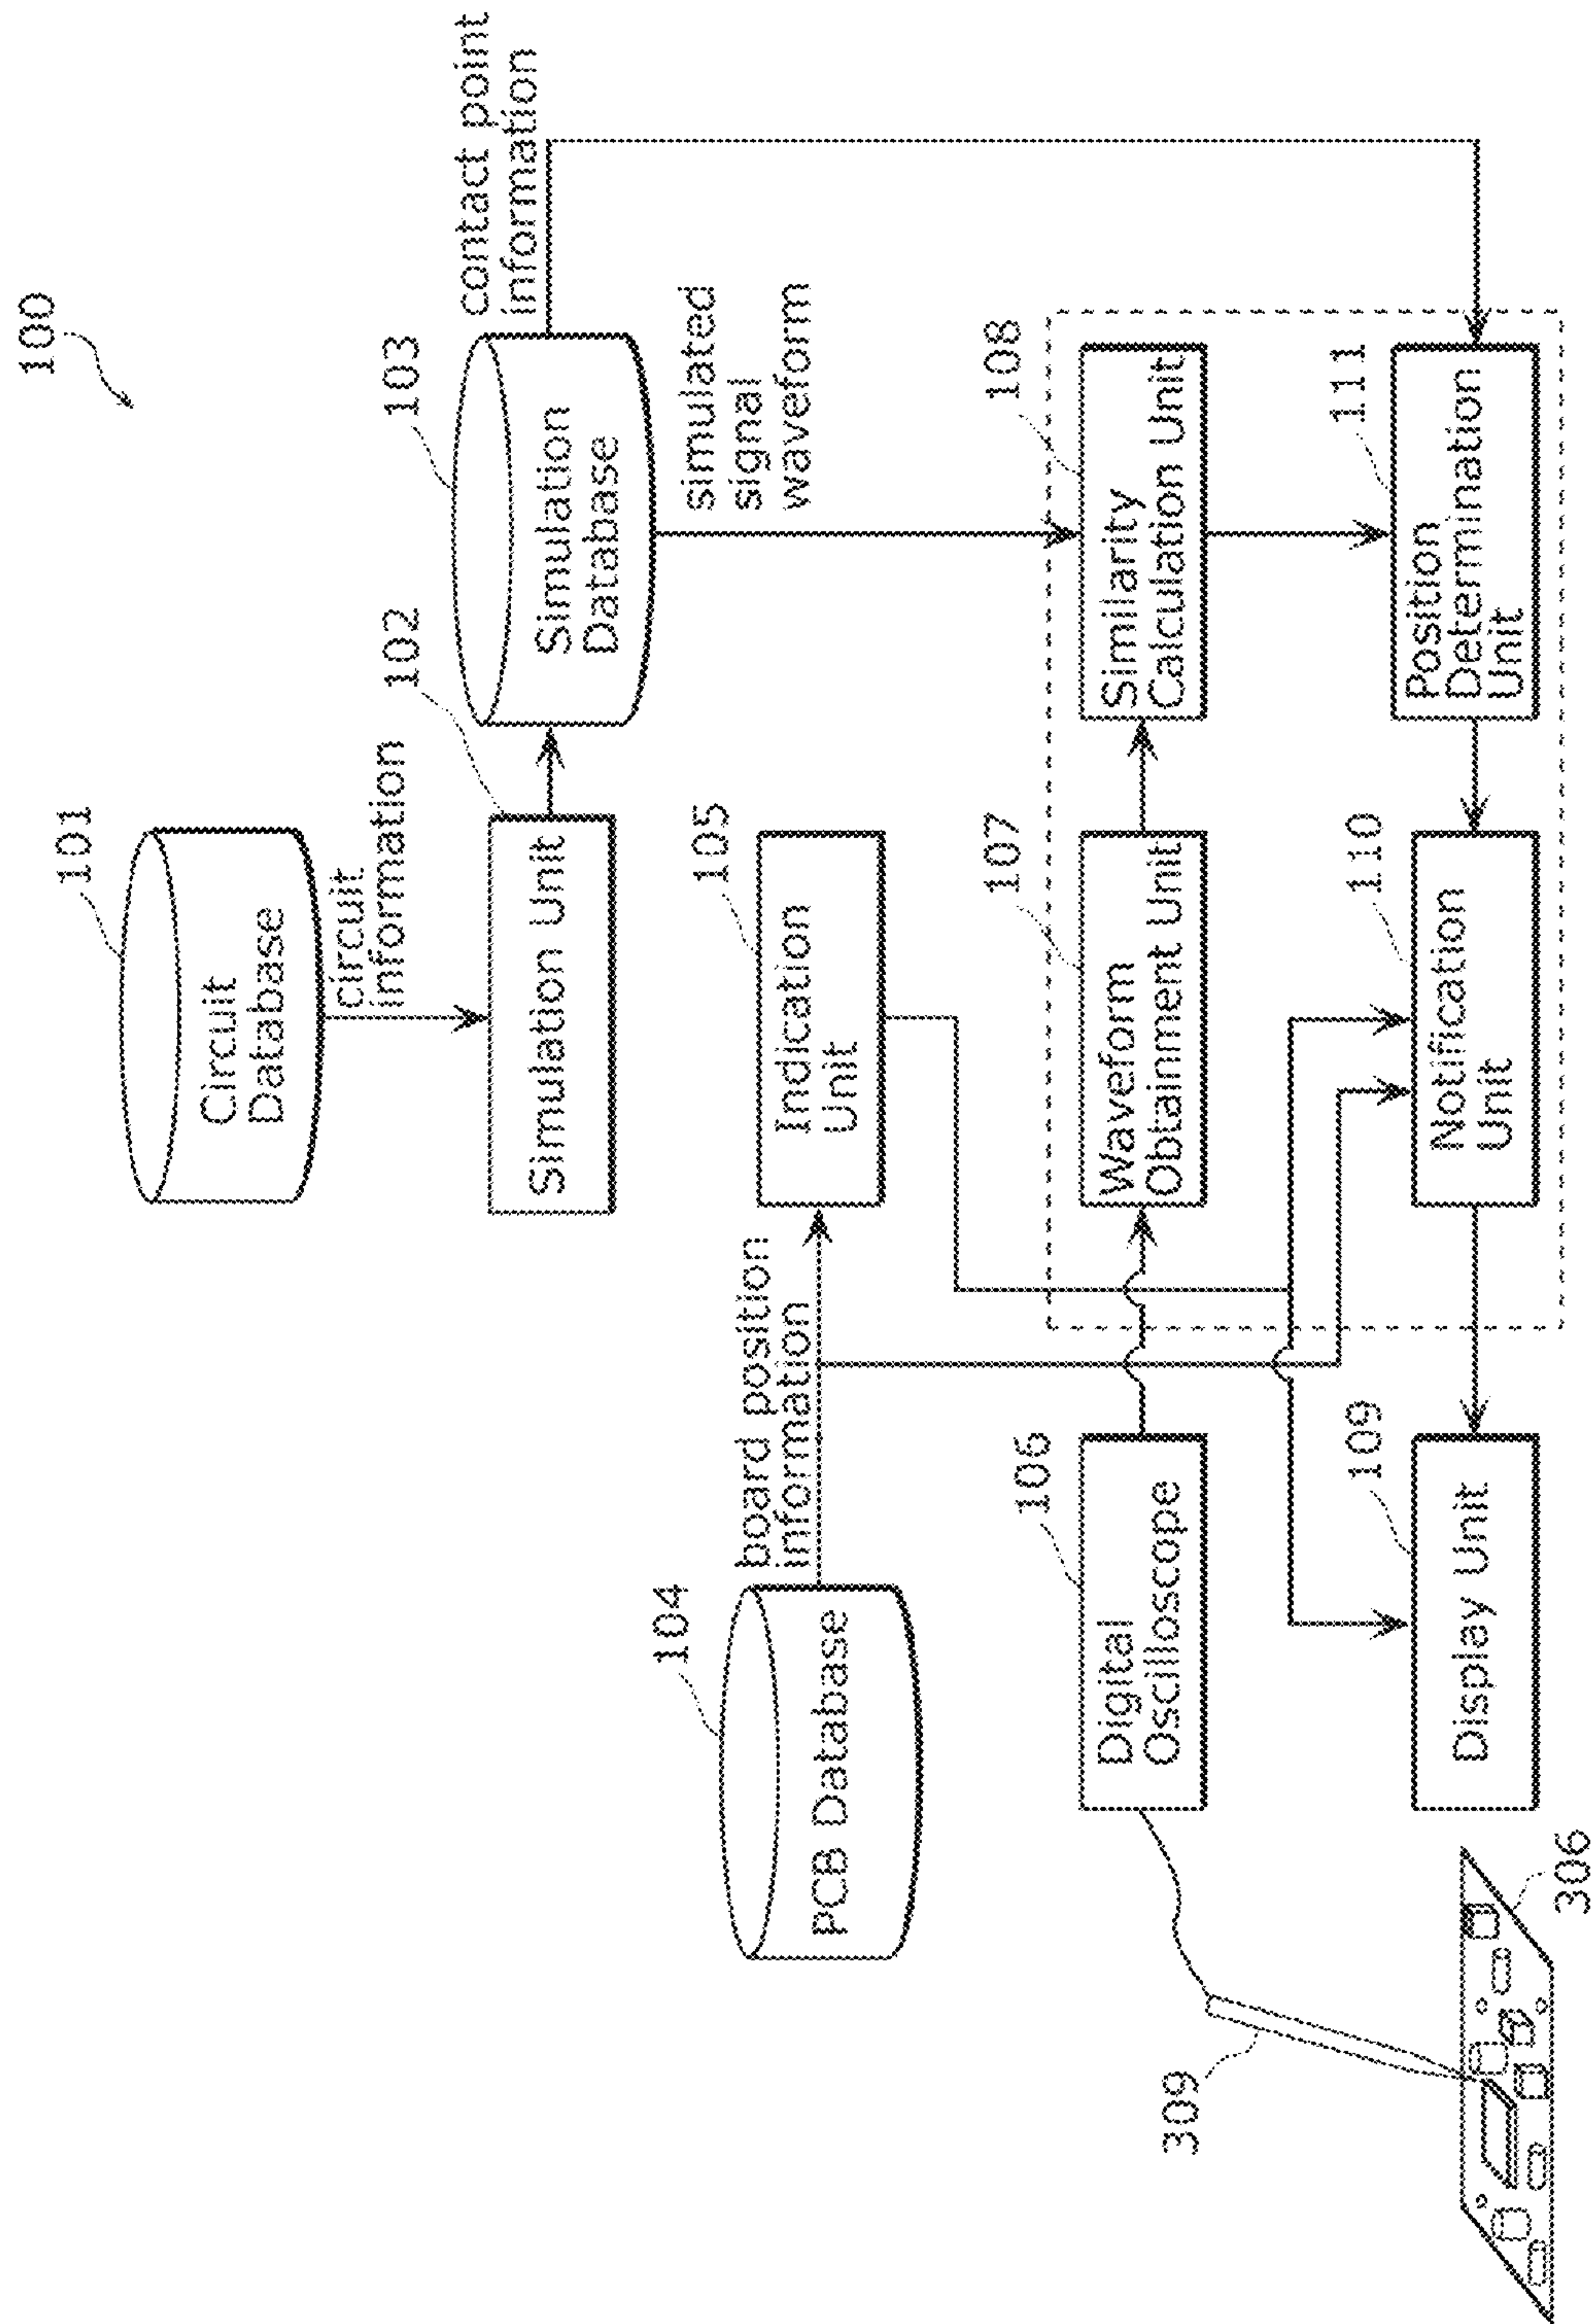 100
101
Circuit
Database
circuit
information
102
Simulation Unit
103
Simulation
Database
contact point
information
simulated
signal
waveform
104
PCB Database
board position
information
105
Indication
Unit
106
Digital
Oscilloscope
107
Waveform
Obtainment Unit
108
Similarity
Calculation Unit
109
Display Unit
110
Notification
Unit
111
Position
Determination
Unit
309
306